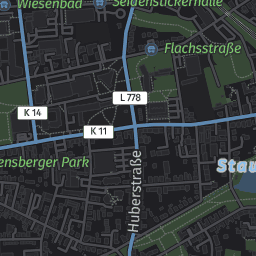 Wiesenbad
Seidenstickerhalle
Flachsstraße
L 778
K 14
K 11
ensberger Park
Stau
Huberstraße